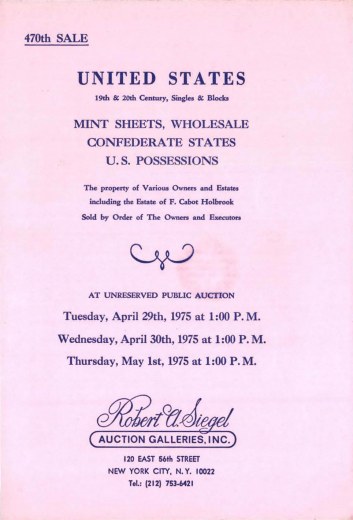 470th SALE
UNITED STATES
19th & 20th Century, Singles & Blocks
MINT SHEETS, WHOLESALE
CONFEDERATE STATES
U. S. POSSESSIONS
The property of Various Owners and Estates
including the Estate of F. Cabot Holbrook
Sold by Order of The Owners and Executors
AT UNRESERVED PUBLIC AUCTION
Tuesday, April 29th, 1975 at 1:00 P. M.
Wednesday, April 30th, 1975 at 1:00 P. M.
Thursday, May 1st, 1975 at 1:00 P. M.
Robert A. Siegel
AUCTION GALLERIES, INC.
120 EAST 56th STREET
NEW YORK CITY, N. Y. 10022
Tel.: (212) 753-6421